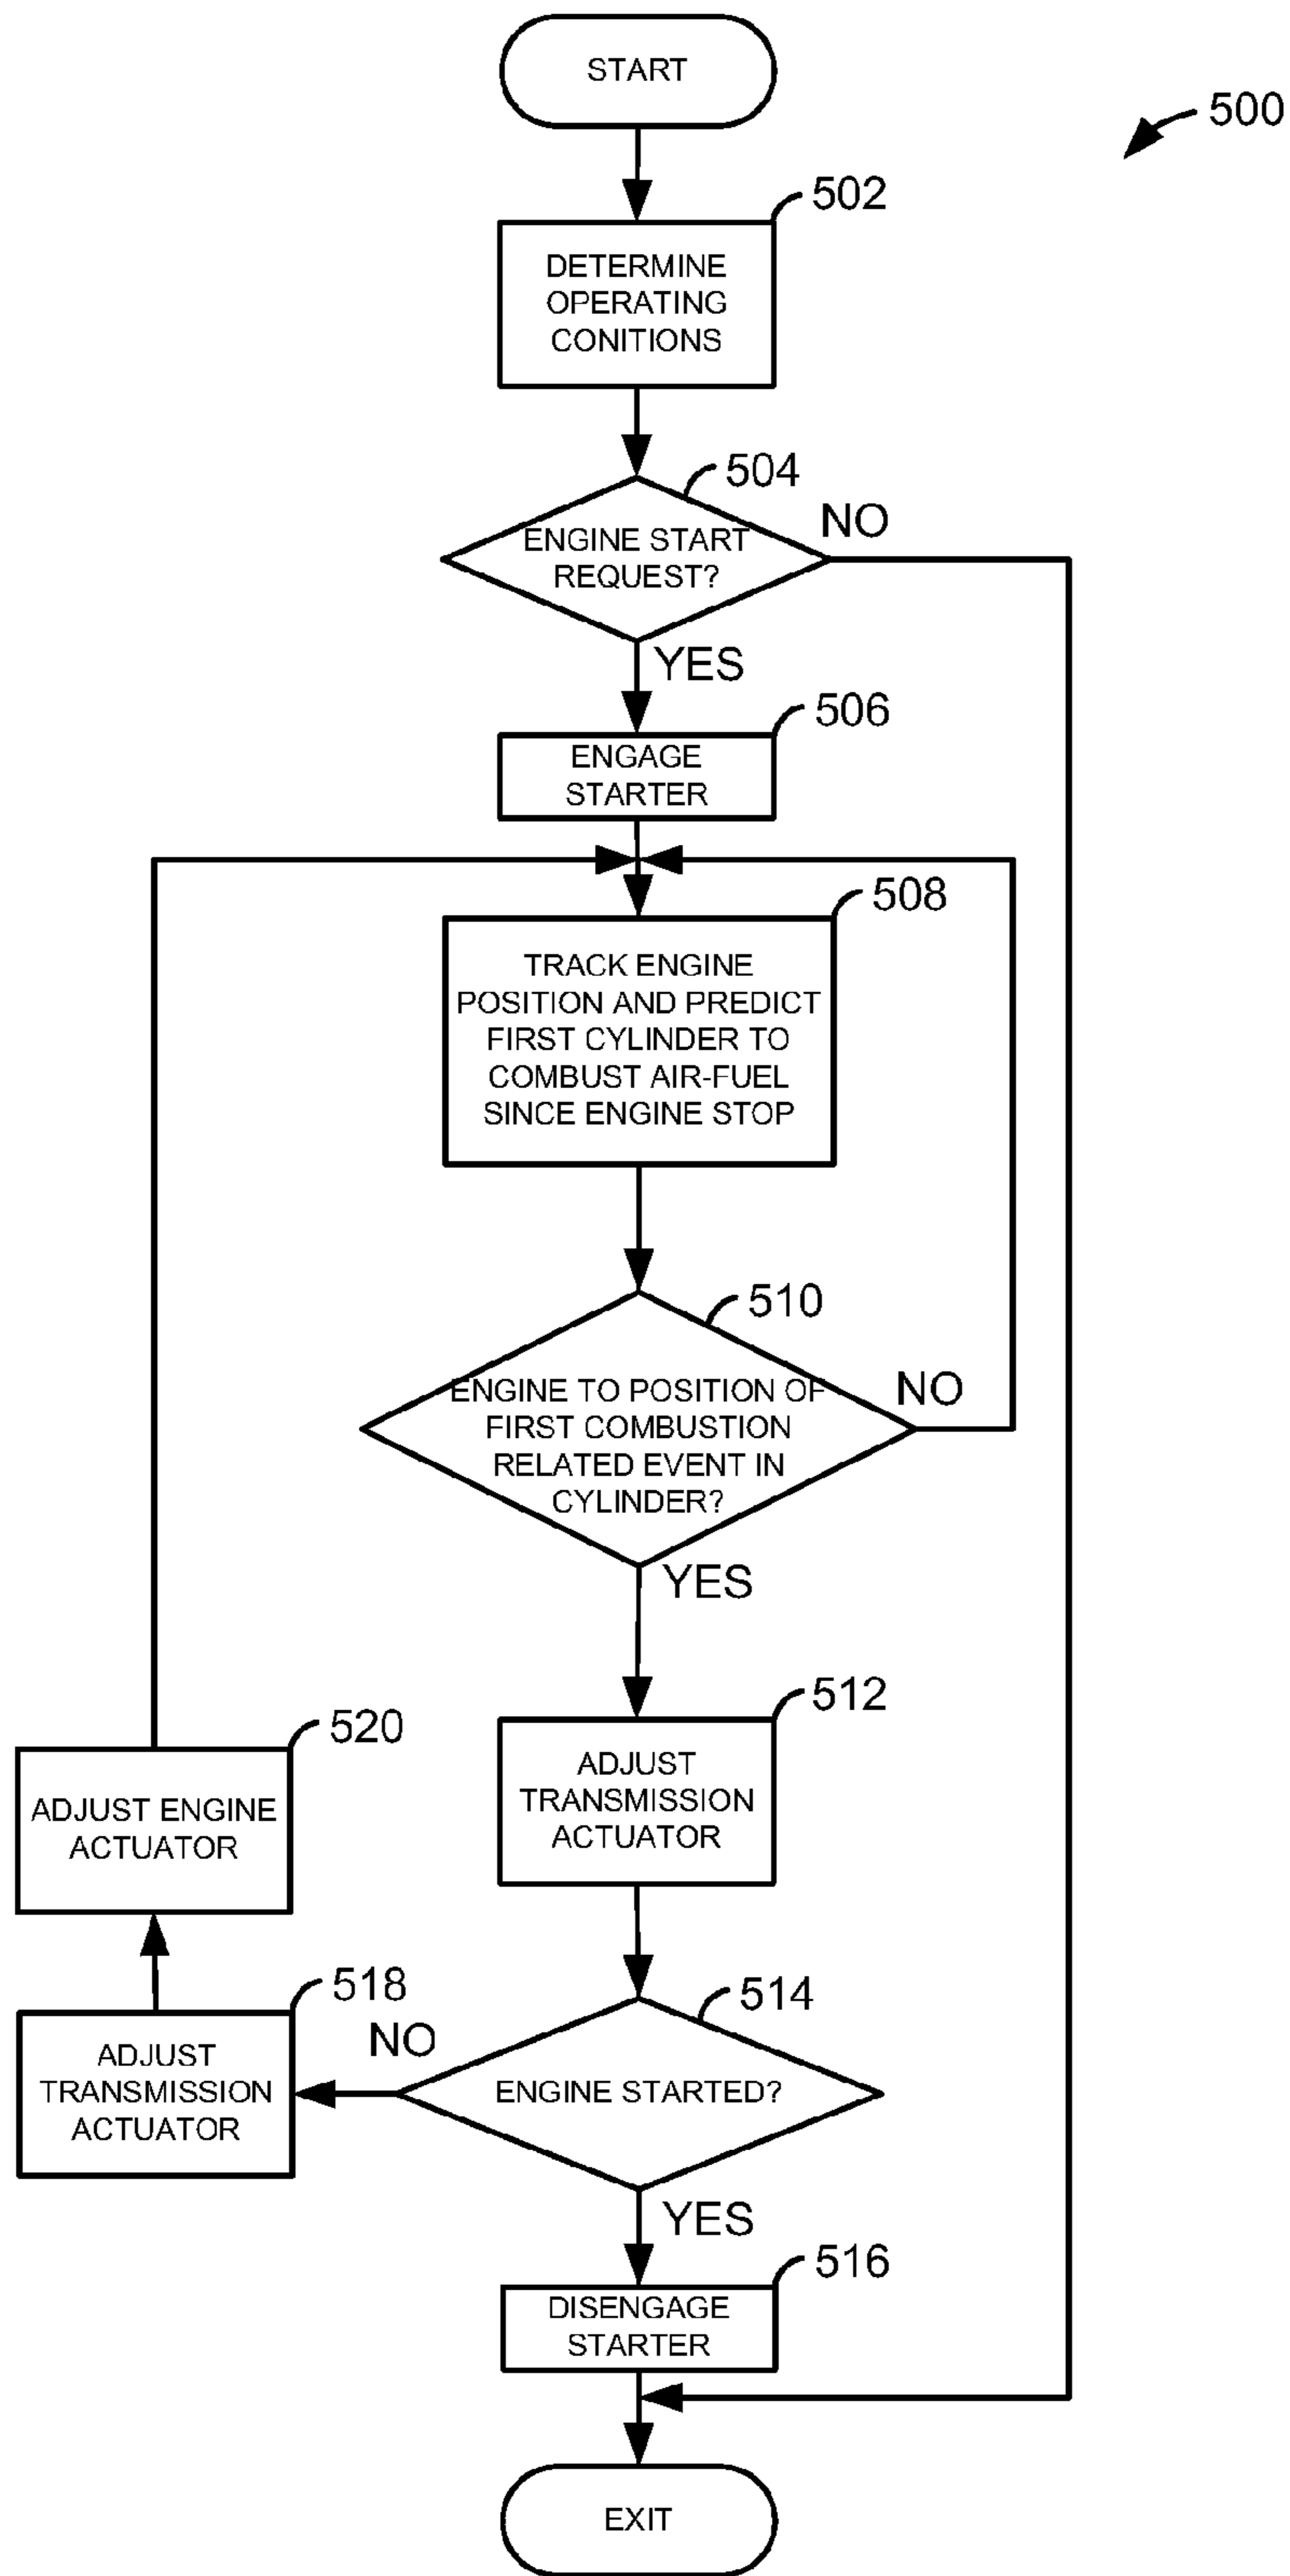 START
500
502
DETERMINE
OPERATING
CONITIONS
504
ENGINE START
REQUEST?
NO
YES
506
ENGAGE
STARTER
508
TRACK ENGINE
POSITION AND PREDICT
FIRST CYLINDER TO
COMBUST AIR-FUEL
SINCE ENGINE STOP
510
ENGINE TO POSITION OF
FIRST COMBUSTION
RELATED EVENT IN
CYLINDER?
NO
YES
512
ADJUST
TRANSMISSION
ACTUATOR
520
ADJUST ENGINE
ACTUATOR
518
ADJUST
TRANSMISSION
ACTUATOR
NO
514
ENGINE STARTED?
YES
516
DISENGAGE
STARTER
EXIT